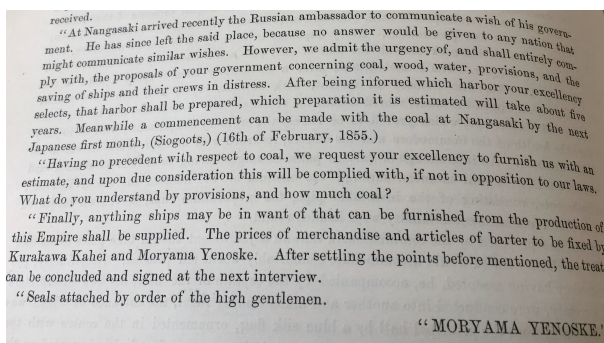 received.
"At Nangasaki arrived recently the Russian ambassador to communicate a wish of his govern-
ment. He has since left the said place, because no answer would be given to any nation that
might communicate similar wishes. However, we admit the urgency of, and shall entirely com-
ply with, the proposals of your government concerning coal, wood, water, provisions, and the
saving of ships and their crews in distress. After being inforued which harbor your excellency
selects, that harbor shall be prepared, which preparation it is estimated will take about five
years. Meanwhile a commencement can be made with the coal at Nangasaki by the next
Japanese first month, (Siogoots,) (16th of February, 1855.)
"Having no precedent with respect to coal, we request your excellency to furnish us with an
estimate, and upon due consideration this will be complied with, if not in opposition to our laws.
What do you understand by provisions, and how much coal?
"Finally, anything ships may be in want of that can be furnished from the production of
this Empire shall be supplied. The prices of merchandise and articles of barter to be fixed by
Kurakawa Kahei and Moryama Yenoske. After settling the points before mentioned, the treat
can be concluded and signed at the next interview.
"Seals attached by order of the high gentlemen.
"MORYAMA YENOSKE.